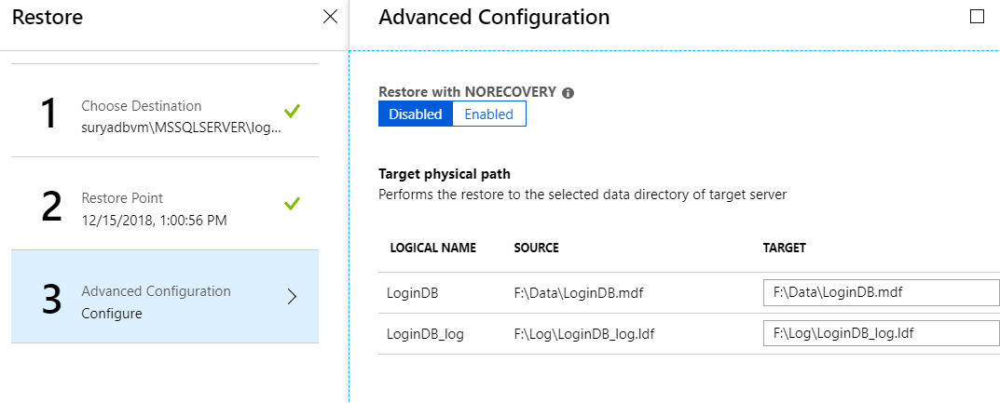 Restore
1
Choose Destination
suryadbvm\MSSQLSERVER\log...
2
Restore Point
12/15/2018, 1:00:56 PM
3
Advanced Configuration
Configure
Advanced Configuration
Restore with NORECOVERY
Disabled Enabled
Target physical path
Performs the restore to the selected data directory of target server
LOGICAL NAME SOURCE TARGET
LoginDB F:\Data\LoginDB.mdf F:\Data\LoginDB.mdf
LoginDB_log F:\Log\LoginDB_log.ldf F:\Log\LoginDB_log.ldf